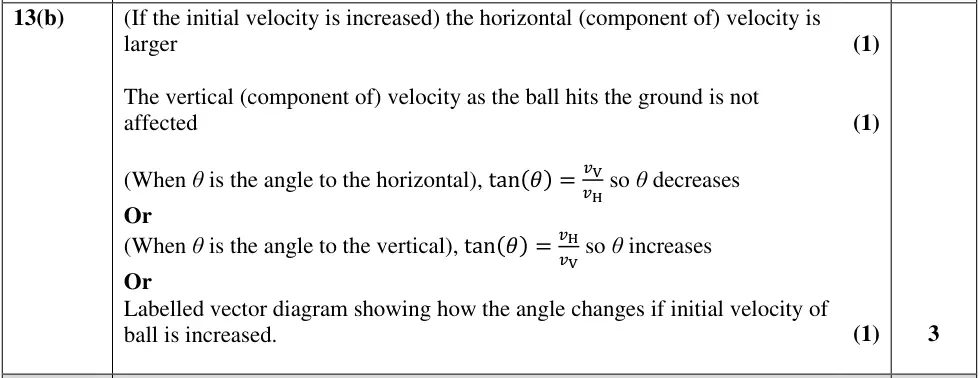 13(b) (If the initial velocity is increased) the horizontal (component of) velocity is
larger (1)
The vertical (component of) velocity as the ball hits the ground is not
affected (1)
(When θ is the angle to the horizontal), tan(θ) = v_V/v_H so θ decreases
Or
(When θ is the angle to the vertical), tan(θ) = v_H/v_V so θ increases
Or
Labelled vector diagram showing how the angle changes if initial velocity of
ball is increased. (1) 3